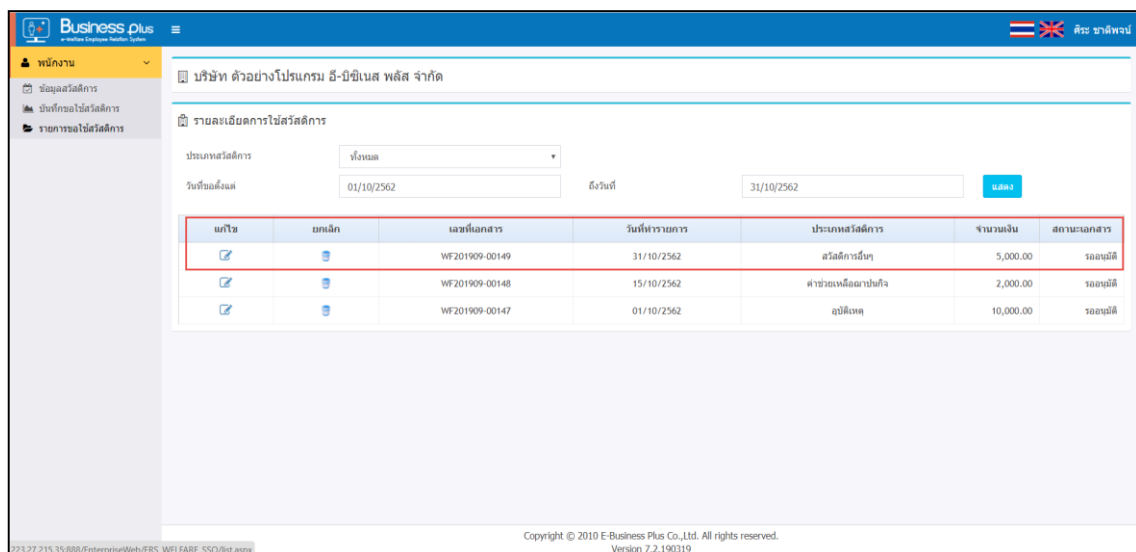 Business plus
e-Welfare Employee Relation System
ศิระ ชาติพจน์
พนักงาน
ข้อมูลสวัสดิการ
บันทึกขอใช้สวัสดิการ
รายการขอใช้สวัสดิการ
บริษัท ตัวอย่างโปรแกรม อี-บิซิเนส พลัส จำกัด
รายละเอียดการใช้สวัสดิการ
ประเภทสวัสดิการ ทั้งหมด
วันที่ขอตั้งแต่ 01/10/2562 ถึงวันที่ 31/10/2562 แสดง
แก้ไข ยกเลิก เลขที่เอกสาร วันที่ทำรายการ ประเภทสวัสดิการ จำนวนเงิน สถานะเอกสาร
WF201909-00149 31/10/2562 สวัสดิการอื่นๆ 5,000.00 รออนุมัติ
WF201909-00148 15/10/2562 ค่าช่วยเหลือฌาปนกิจ 2,000.00 รออนุมัติ
WF201909-00147 01/10/2562 อุบัติเหตุ 10,000.00 รออนุมัติ
Copyright © 2010 E-Business Plus Co.,Ltd. All rights reserved.
Version 7.2.190319
223.27.215.35:888/EnterpriseWeb/ERS_WELFARE_SSO/list.aspx